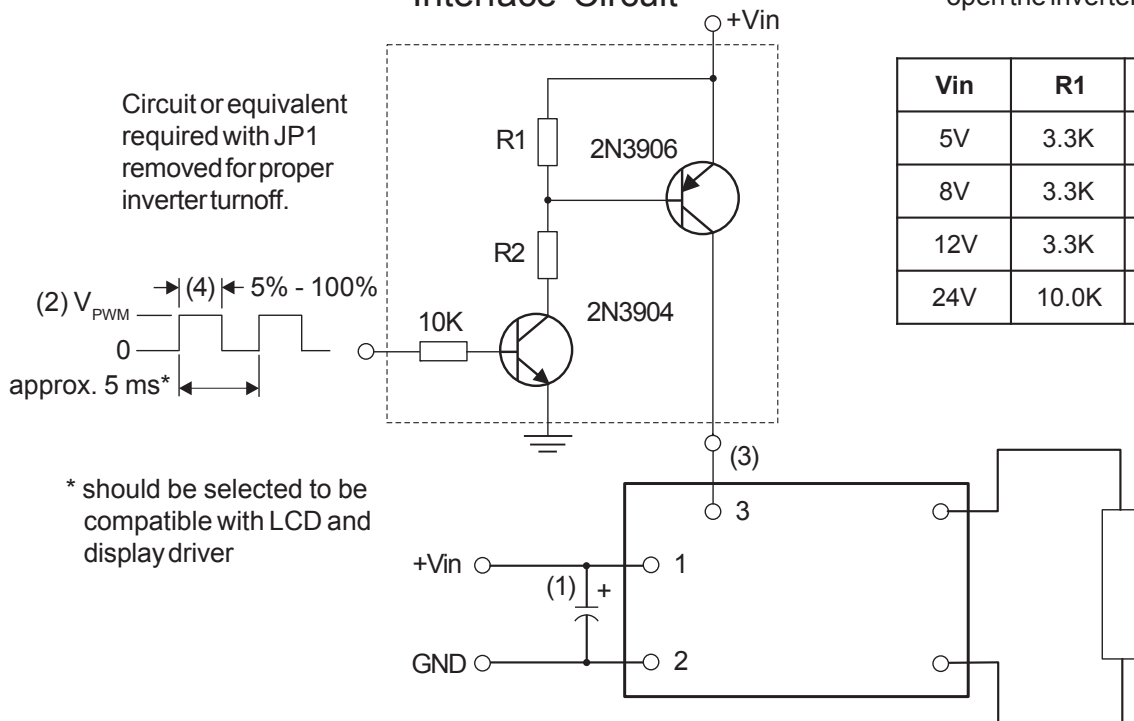 Interface Circuit
open the inverter
+Vin
Circuit or equivalent
required with JP1
removed for proper
inverter turnoff.
R1
2N3906
R2
2N3904
10K
(2) VPWM
(4)
5% - 100%
0
approx. 5 ms*
Vin R1
5V 3.3K
8V 3.3K
12V 3.3K
24V 10.0K
* should be selected to be
compatible with LCD and
display driver
(3)
3
+Vin
1
(1)
+
GND
2